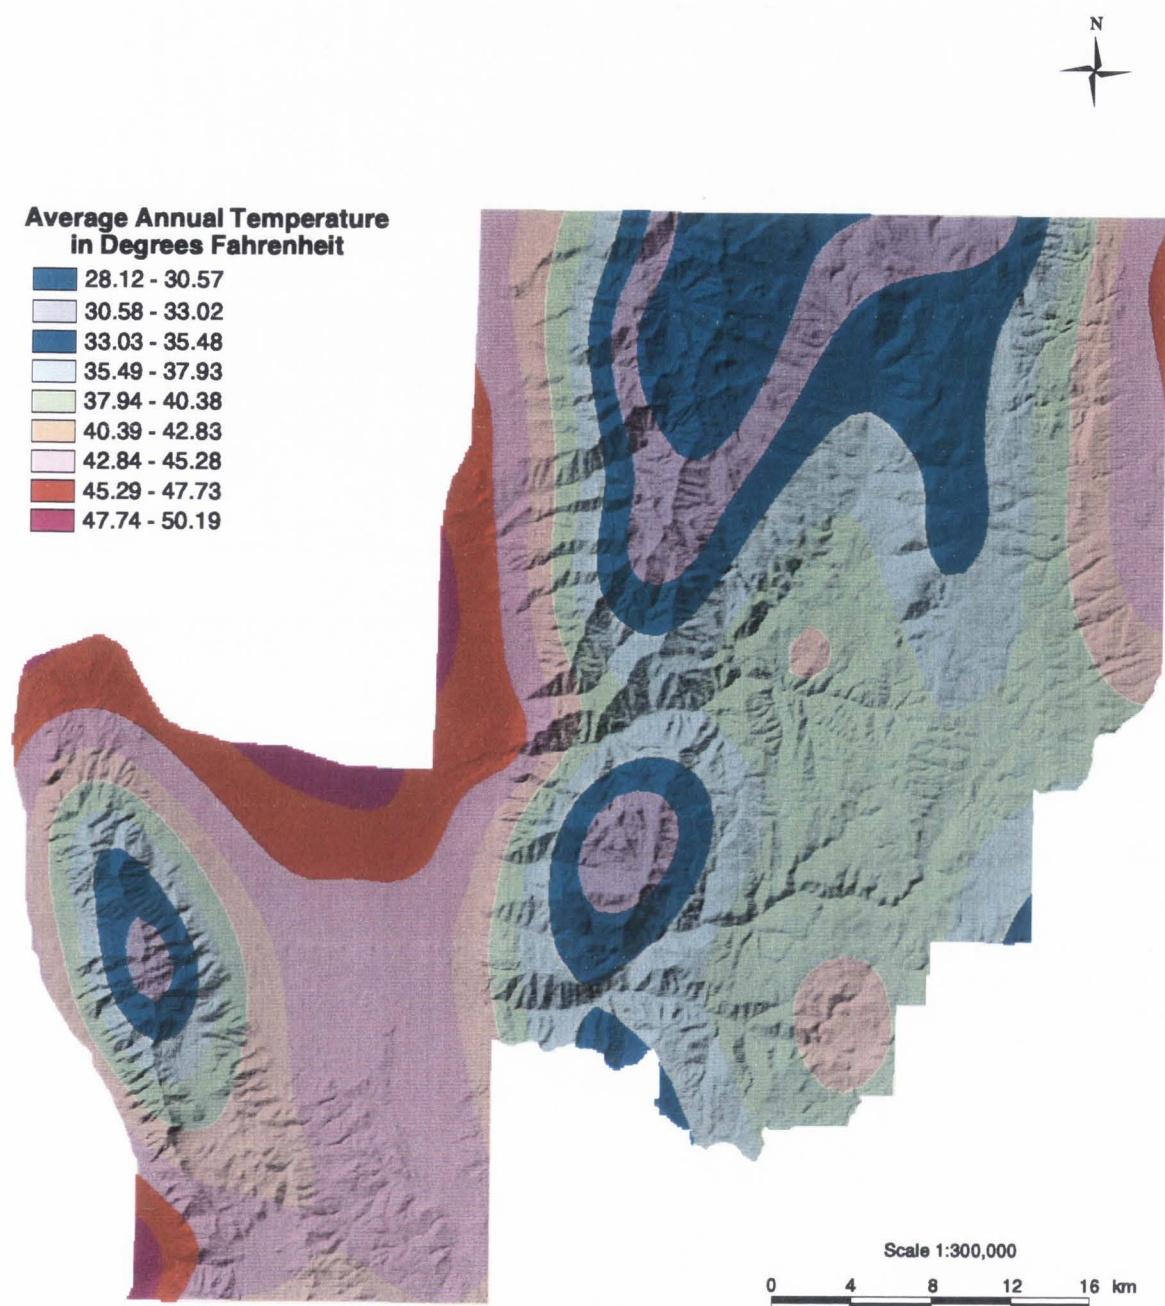 N
Average Annual Temperature
in Degrees Fahrenheit
28.12 - 30.57
30.58 - 33.02
33.03 - 35.48
35.49 - 37.93
37.94 - 40.38
40.39 - 42.83
42.84 - 45.28
45.29 - 47.73
47.74 - 50.19
Scale 1:300,000
0 4 8 12 16 km